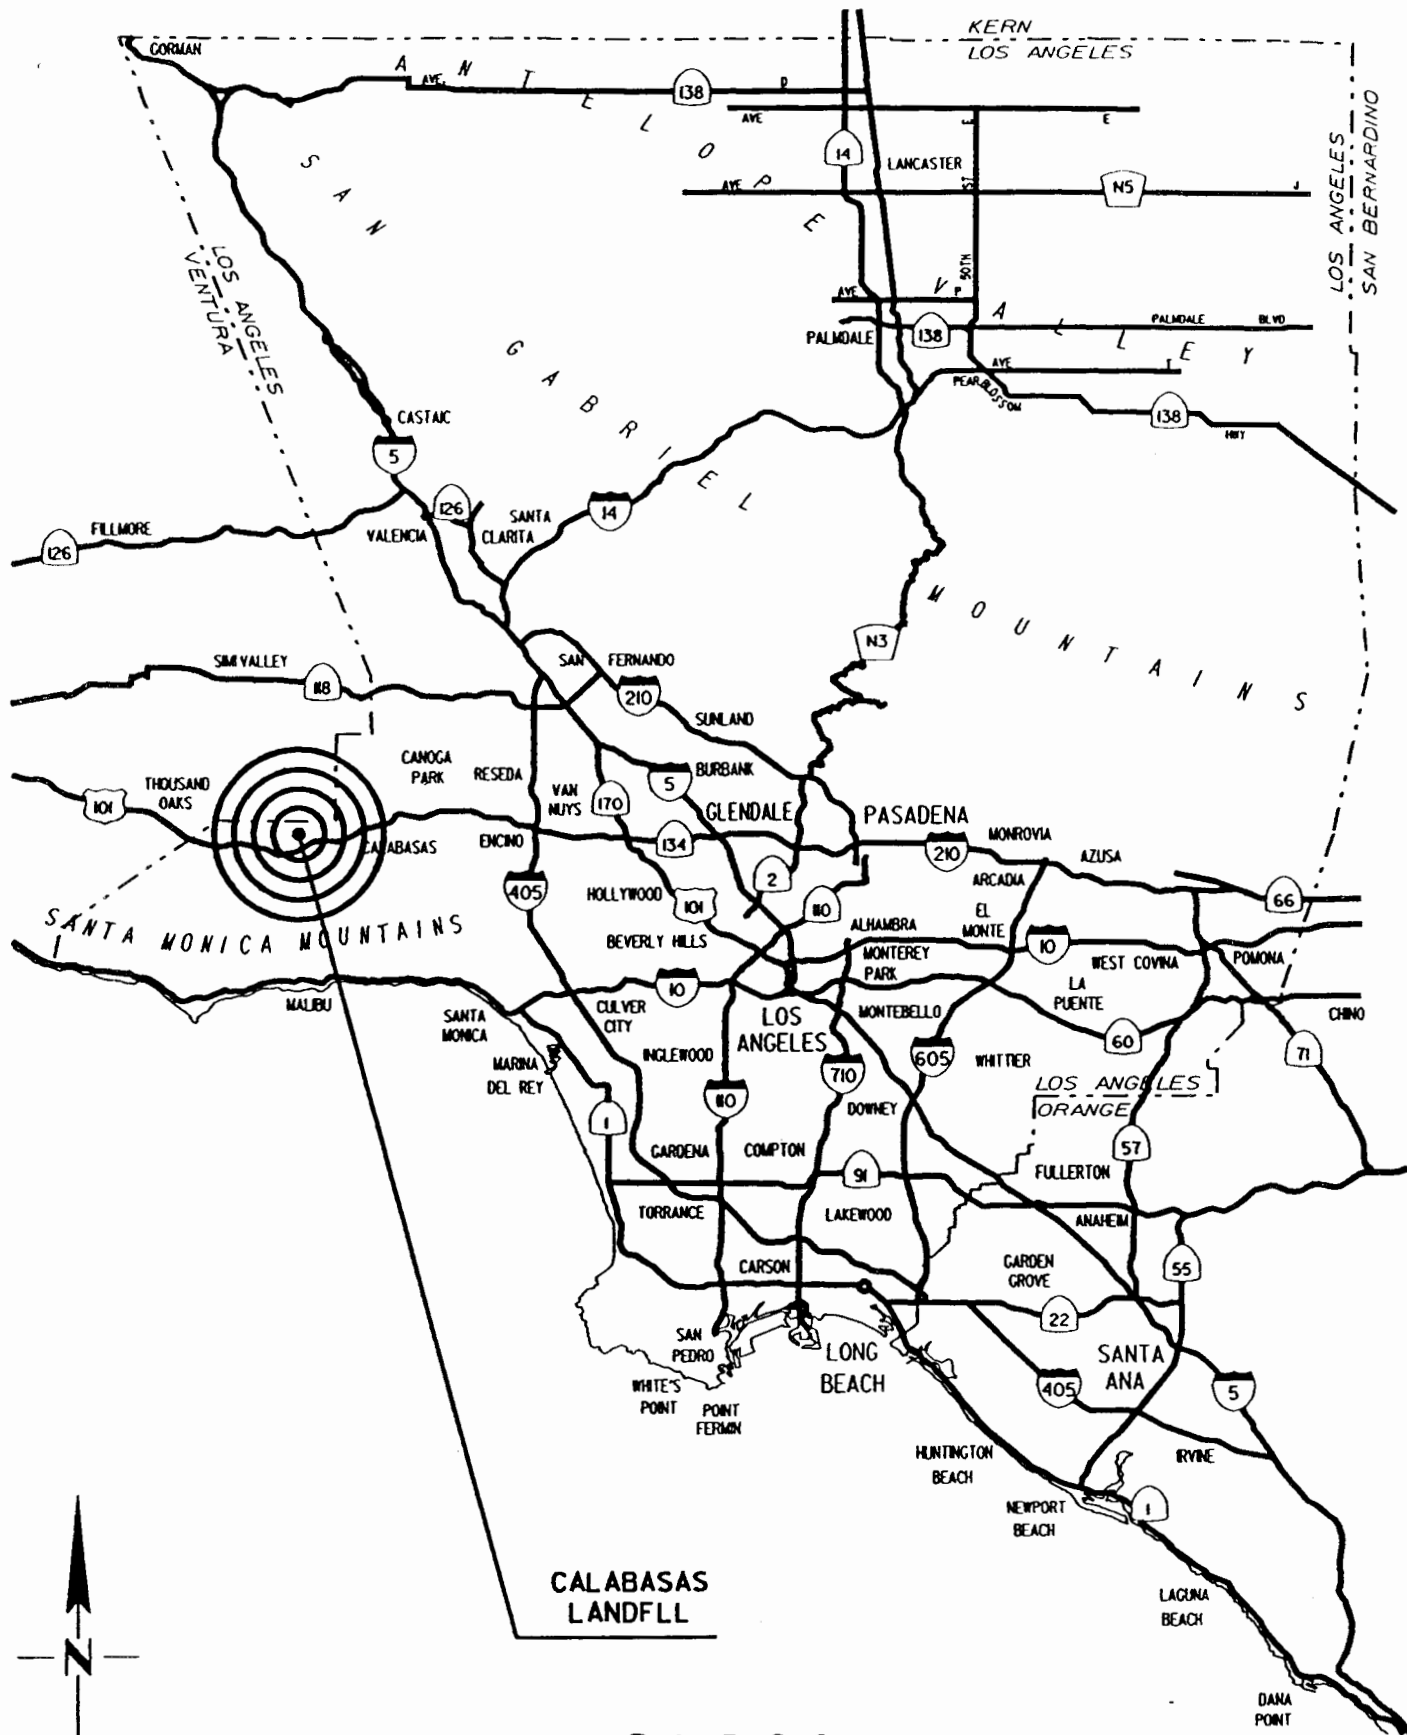 KERN
LOS ANGELES
GORMAN
ANTELOPE VALLEY
AVE.
D
138
AVE
E
E
14
LANCASTER
LOS ANGELES
SAN BERNARDINO
AVE
ST
N5
J
SAN GABRIEL MOUNTAINS
LOS ANGELES
VENTURA
50TH
AVE
P
PALMDALE
138
PALMDALE BLVD
AVE
T
PEARBLOSSOM
138
HWY
CASTAIC
5
126
SANTA
CLARITA
14
FILLMORE
126
VALENCIA
N3
SIMI VALLEY
118
SAN FERNANDO
210
SUNLAND
CANOGA
PARK
RESEDA
VAN
NUYS
THOUSAND
OAKS
101
5
BURBANK
170
GLENDALE
PASADENA
CALABASAS
ENCINO
134
210
MONROVIA
AZUSA
ARCADIA
2
405
HOLLYWOOD
101
110
66
EL
MONTE
SANTA MONICA MOUNTAINS
BEVERLY HILLS
ALHAMBRA
MONTEREY
PARK
10
WEST COVINA
POMONA
MALIBU
SANTA
MONICA
CULVER
CITY
10
LOS
ANGELES
MONTEBELLO
LA
PUENTE
CHINO
60
71
MARINA
DEL REY
INGLEWOOD
710
605
WHITTIER
LOS ANGELES
ORANGE
110
DOWNEY
1
57
GARDENA
COMPTON
91
FULLERTON
TORRANCE
LAKEWOOD
ANAHEIM
CARSON
GARDEN
GROVE
55
22
SAN
PEDRO
LONG
BEACH
SANTA
ANA
WHITE'S
POINT
POINT
FERMIN
405
5
HUNTINGTON
BEACH
IRVINE
NEWPORT
BEACH
1
CALABASAS
LANDFLL
LAGUNA
BEACH
N
DANA
POINT